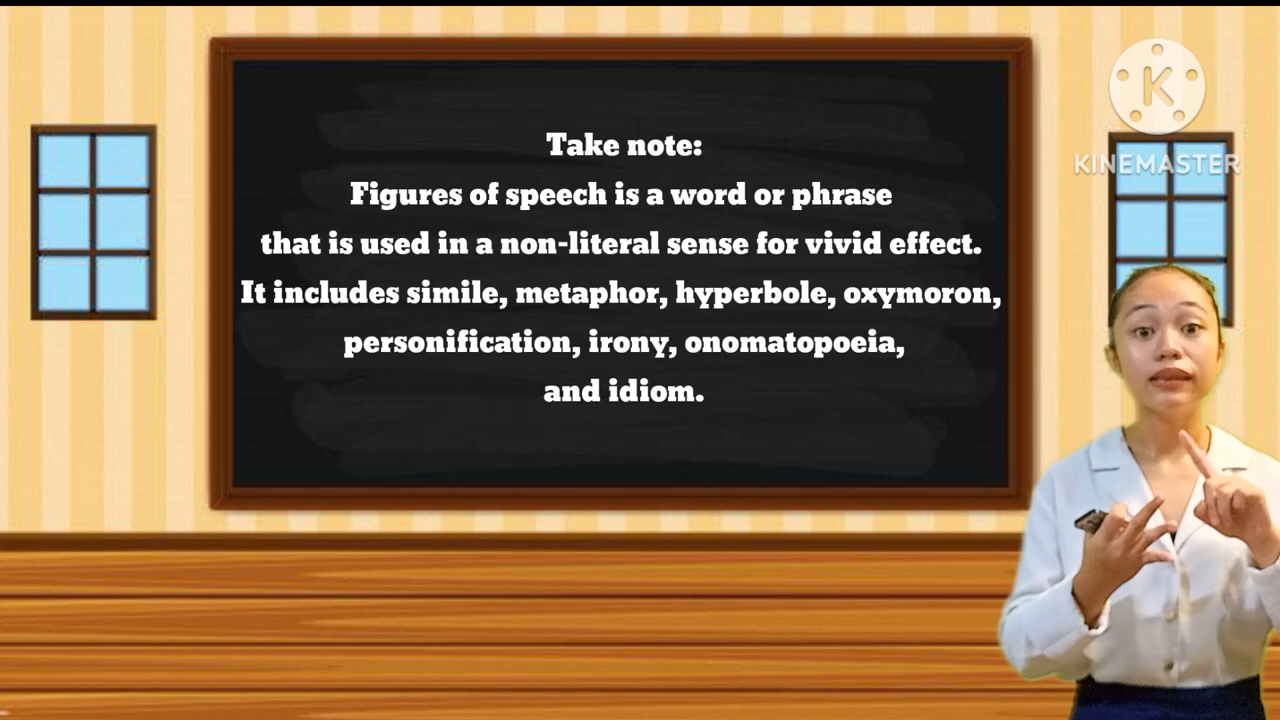 Take note:
Figures of speech is a word or phrase
that is used in a non-literal sense for vivid effect.
It includes simile, metaphor, hyperbole, oxymoron,
personification, irony, onomatopoeia,
and idiom.
K
KINEMASTER